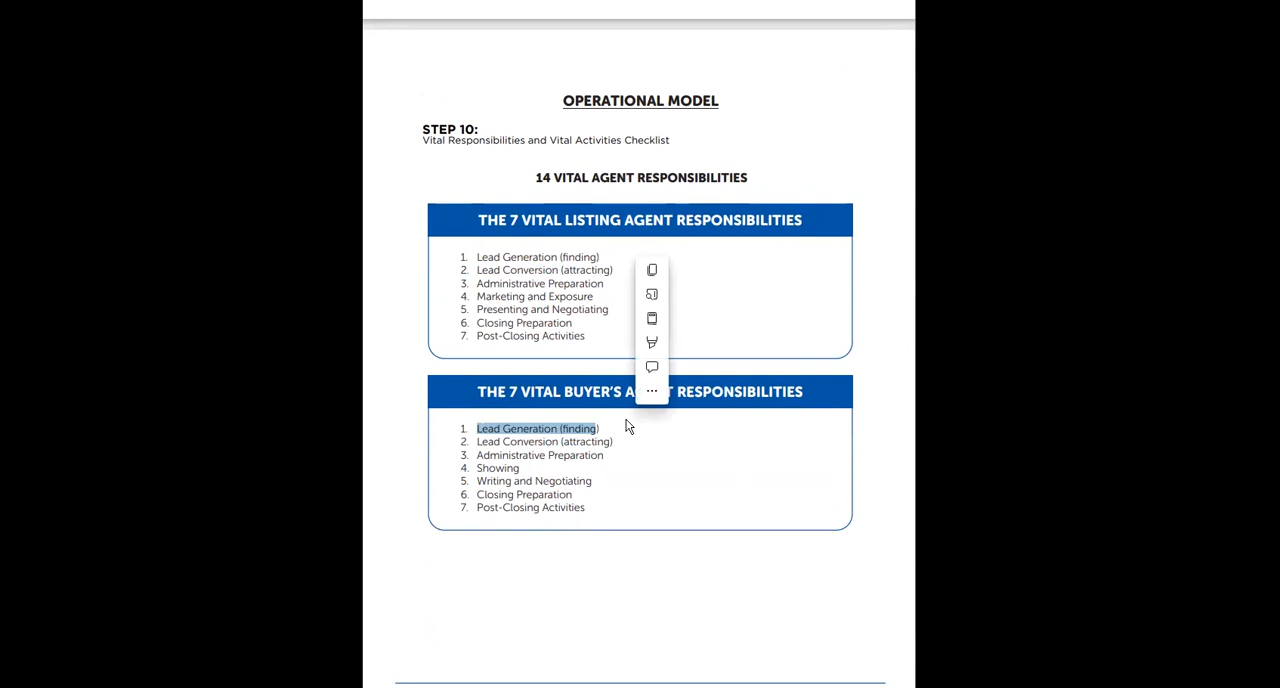 OPERATIONAL MODEL
STEP 10:
Vital Responsibilities and Vital Activities Checklist
14 VITAL AGENT RESPONSIBILITIES
THE 7 VITAL LISTING AGENT RESPONSIBILITIES
1. Lead Generation (finding)
2. Lead Conversion (attracting)
3. Administrative Preparation
4. Marketing and Exposure
5. Presenting and Negotiating
6. Closing Preparation
7. Post-Closing Activities
THE 7 VITAL BUYER'S A T RESPONSIBILITIES
1. Lead Generation (finding)
2. Lead Conversion (attracting)
3. Administrative Preparation
4. Showing
5. Writing and Negotiating
6. Closing Preparation
7. Post-Closing Activities